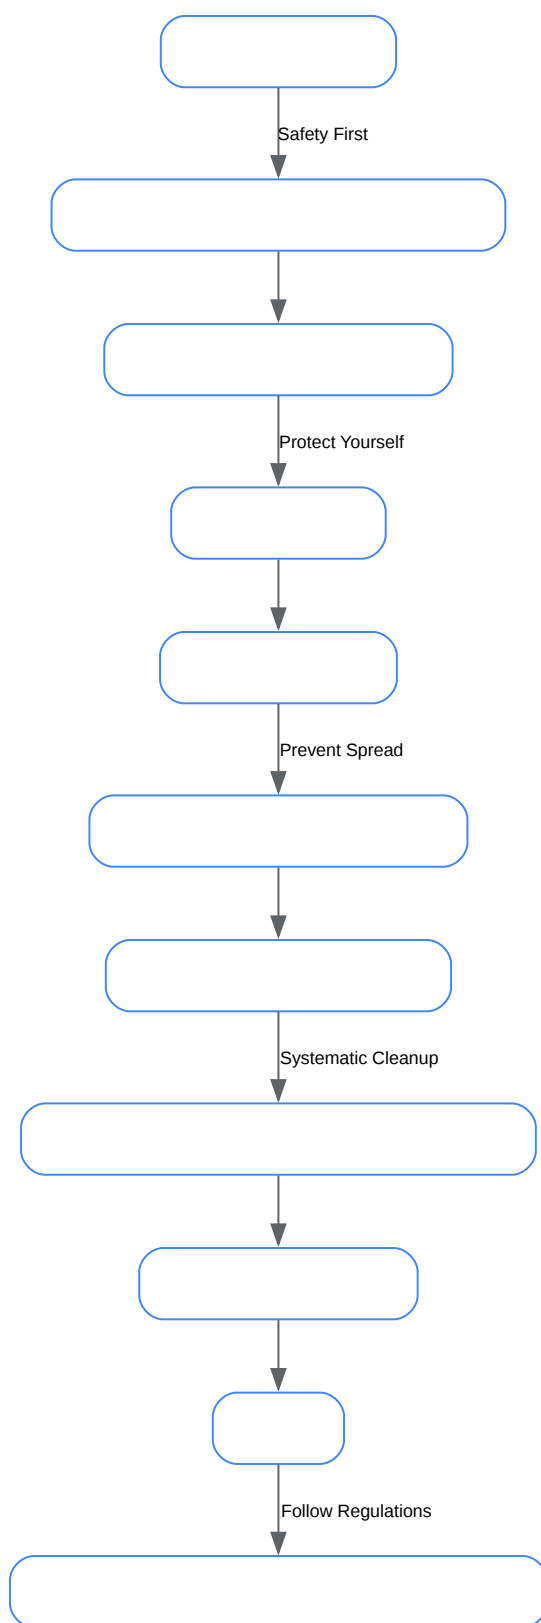 Safety First
Protect Yourself
Prevent Spread
Systematic Cleanup
Follow Regulations